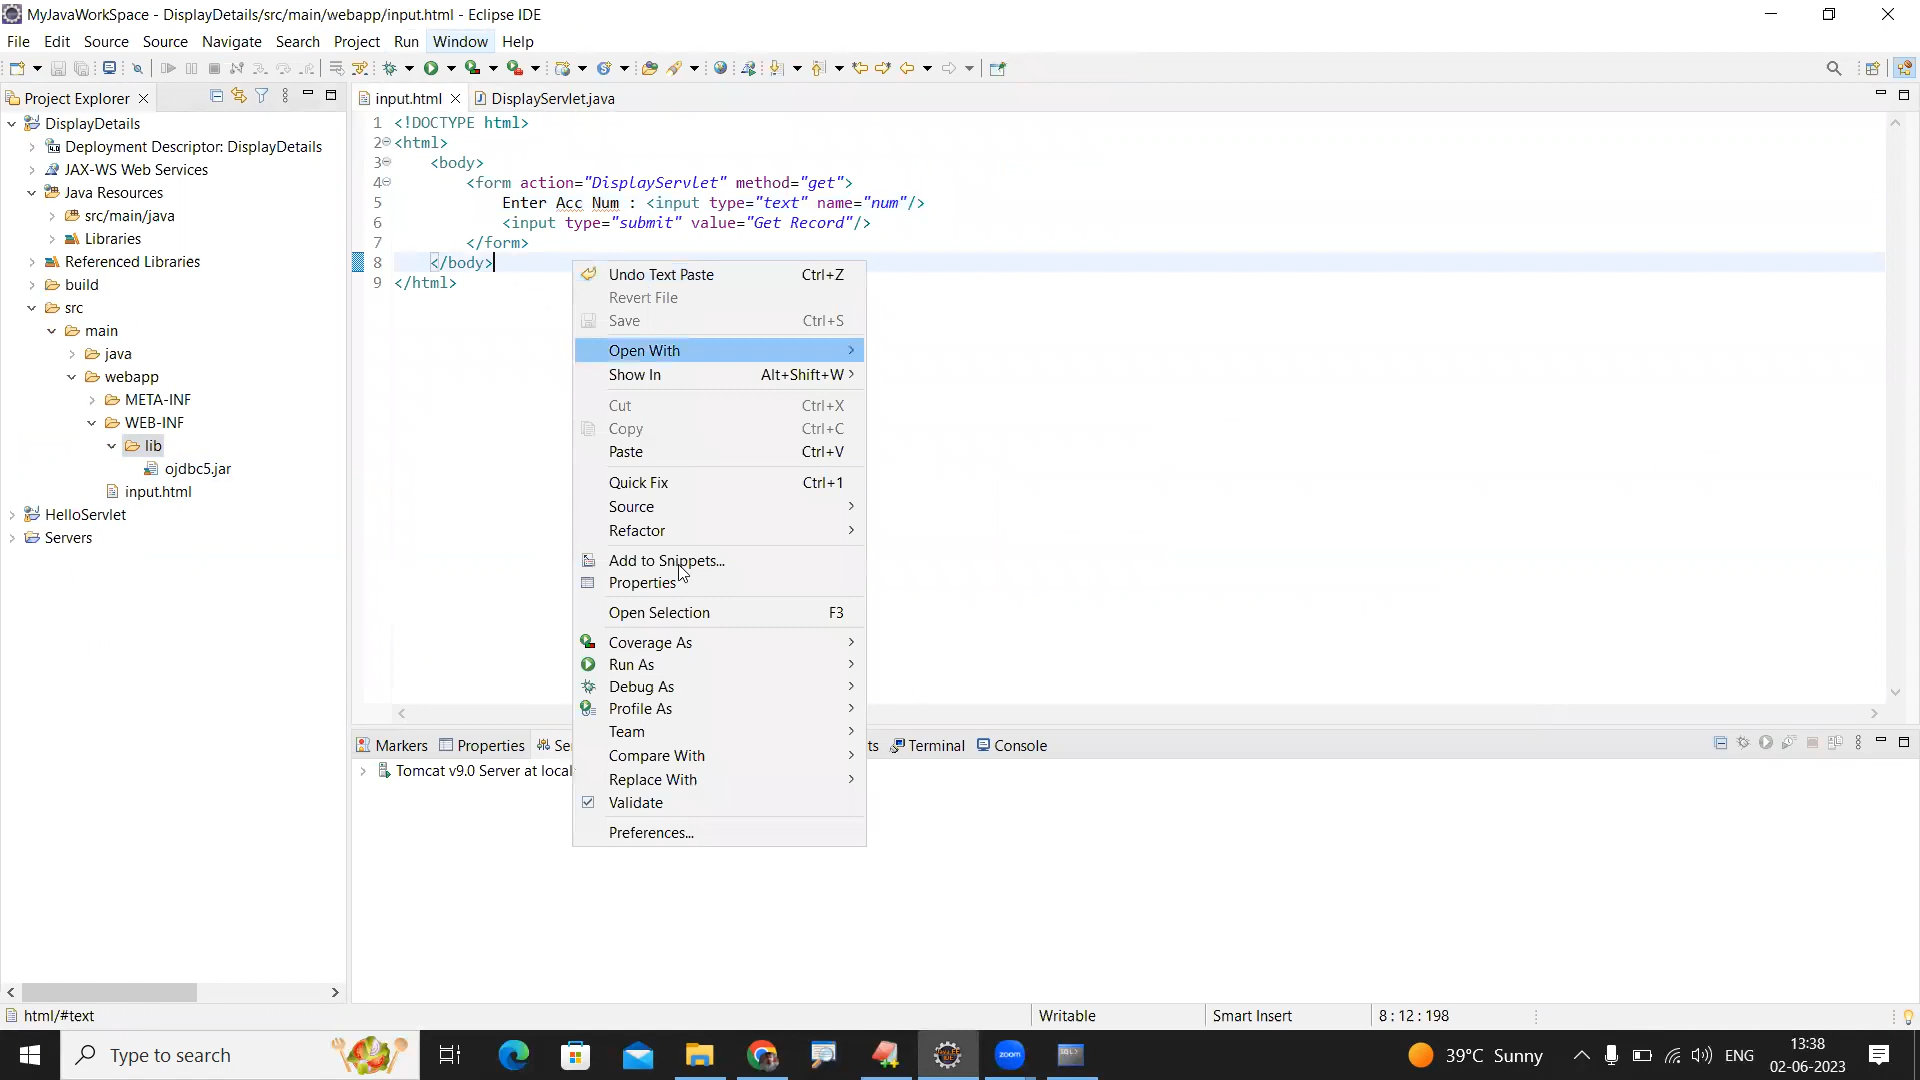 MyJavaWorkSpace - DisplayDetails/src/main/webapp/input.html - Eclipse IDE
File Edit Source Source Navigate Search Project Run Window Help
Project Explorer
input.html DisplayServlet.java
DisplayDetails
Deployment Descriptor: DisplayDetails
JAX-WS Web Services
Java Resources
src/main/java
Libraries
Referenced Libraries
build
src
main
java
webapp
META-INF
WEB-INF
lib
ojdbc5.jar
input.html
HelloServlet
Servers
1 <!DOCTYPE html>
2 <html>
3 <body>
4 <form action="DisplayServlet" method="get">
5 Enter Acc Num : <input type="text" name="num"/>
6 <input type="submit" value="Get Record"/>
7 </form>
8 </body>
9 </html>
Undo Text Paste Ctrl+Z
Revert File
Save Ctrl+S
Open With
Show In Alt+Shift+W
Cut Ctrl+X
Copy Ctrl+C
Paste Ctrl+V
Quick Fix Ctrl+1
Source
Refactor
Add to Snippets...
Properties
Open Selection F3
Coverage As
Run As
Debug As
Profile As
Team
Compare With
Replace With
Validate
Preferences...
Markers Properties Se ts Terminal Console
Tomcat v9.0 Server at local
html/#text Writable Smart Insert 8 : 12 : 198
Type to search zoom SQL> 39°C Sunny ENG
13:38
02-06-2023